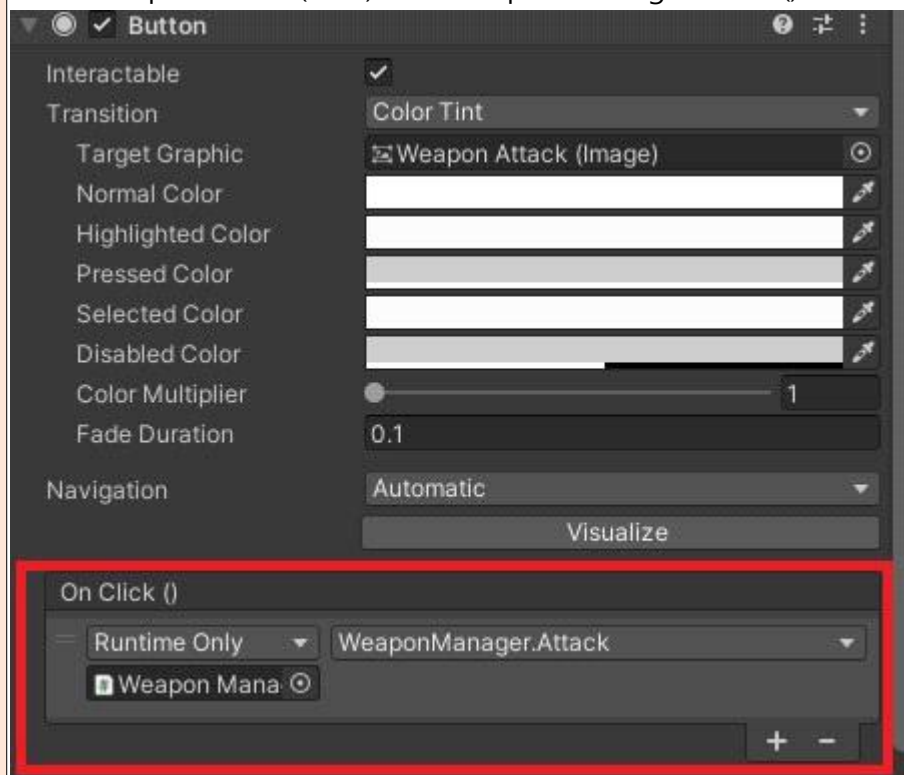 Button
Interactable
Transition Color Tint
Target Graphic Weapon Attack (Image)
Normal Color
Highlighted Color
Pressed Color
Selected Color
Disabled Color
Color Multiplier 1
Fade Duration 0.1
Navigation Automatic
Visualize
On Click ()
Runtime Only WeaponManager.Attack
Weapon Mana
+ −